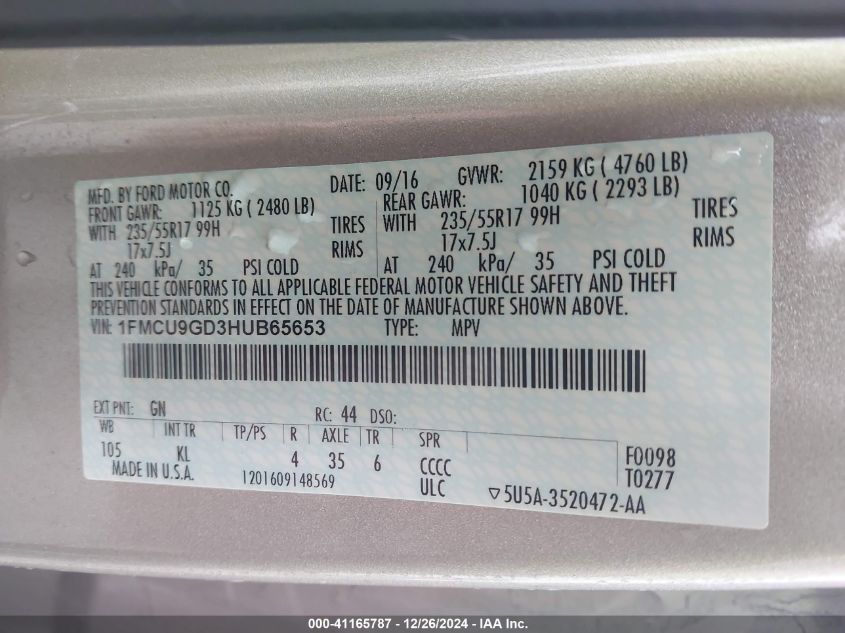 MFD. BY FORD MOTOR CO. DATE: 09/16 GVWR: 2159 KG ( 4760 LB)
FRONT GAWR: 1125 KG ( 2480 LB) REAR GAWR: 1040 KG ( 2293 LB)
WITH 235/55R17 99H TIRES WITH 235/55R17 99H TIRES
17x7.5J RIMS 17x7.5J RIMS
AT 240 kPa/ 35 PSI COLD AT 240 kPa/ 35 PSI COLD
THIS VEHICLE CONFORMS TO ALL APPLICABLE FEDERAL MOTOR VEHICLE SAFETY AND THEFT
PREVENTION STANDARDS IN EFFECT ON THE DATE OF MANUFACTURE SHOWN ABOVE.
VIN: 1FMCU9GD3HUB65653 TYPE: MPV
EXT PNT: GN RC: 44 DSO:
WB INT TR TP/PS R AXLE TR SPR
105 KL 4 35 6 CCCC F0098
MADE IN U.S.A. 1201609148569 ULC T0277
▽5U5A-3520472-AA
000-41165787 - 12/26/2024 - IAA Inc.